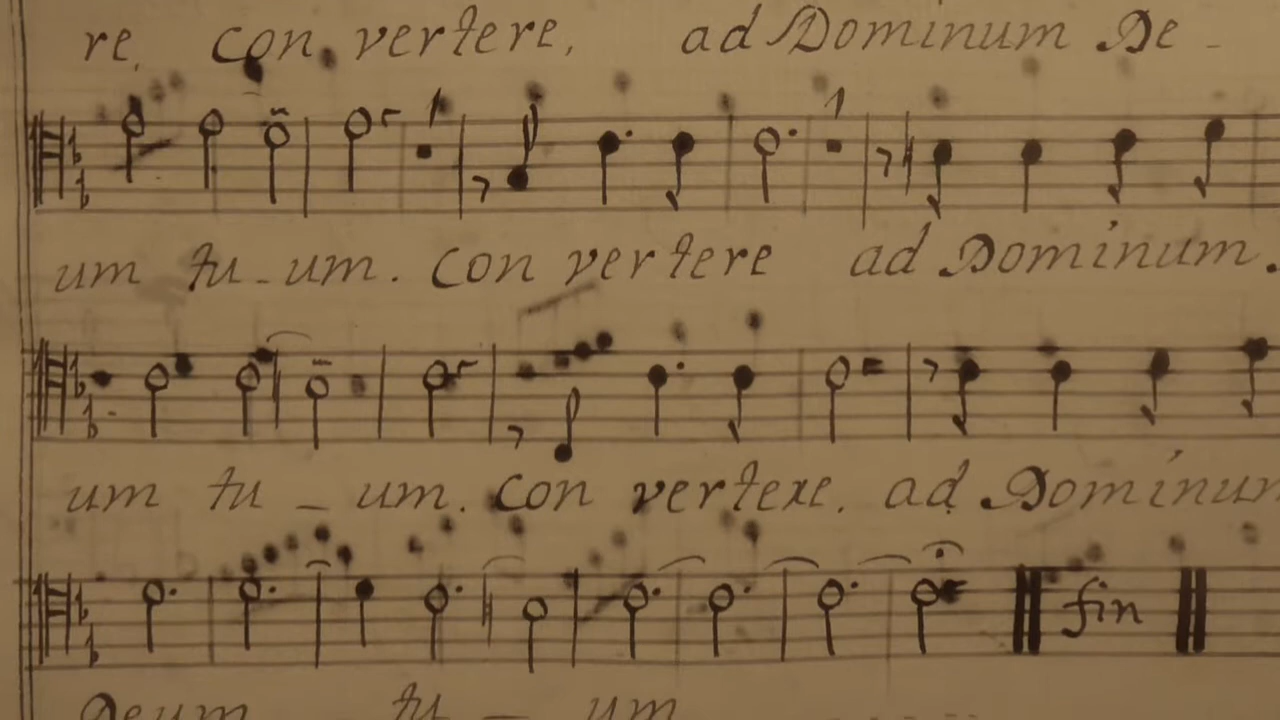 re, con vertere, ad Dominum De -
um tu - um. con vertere ad Dominum.
um tu - um. con vertere. ad Dominum
fin
Deum tu - um